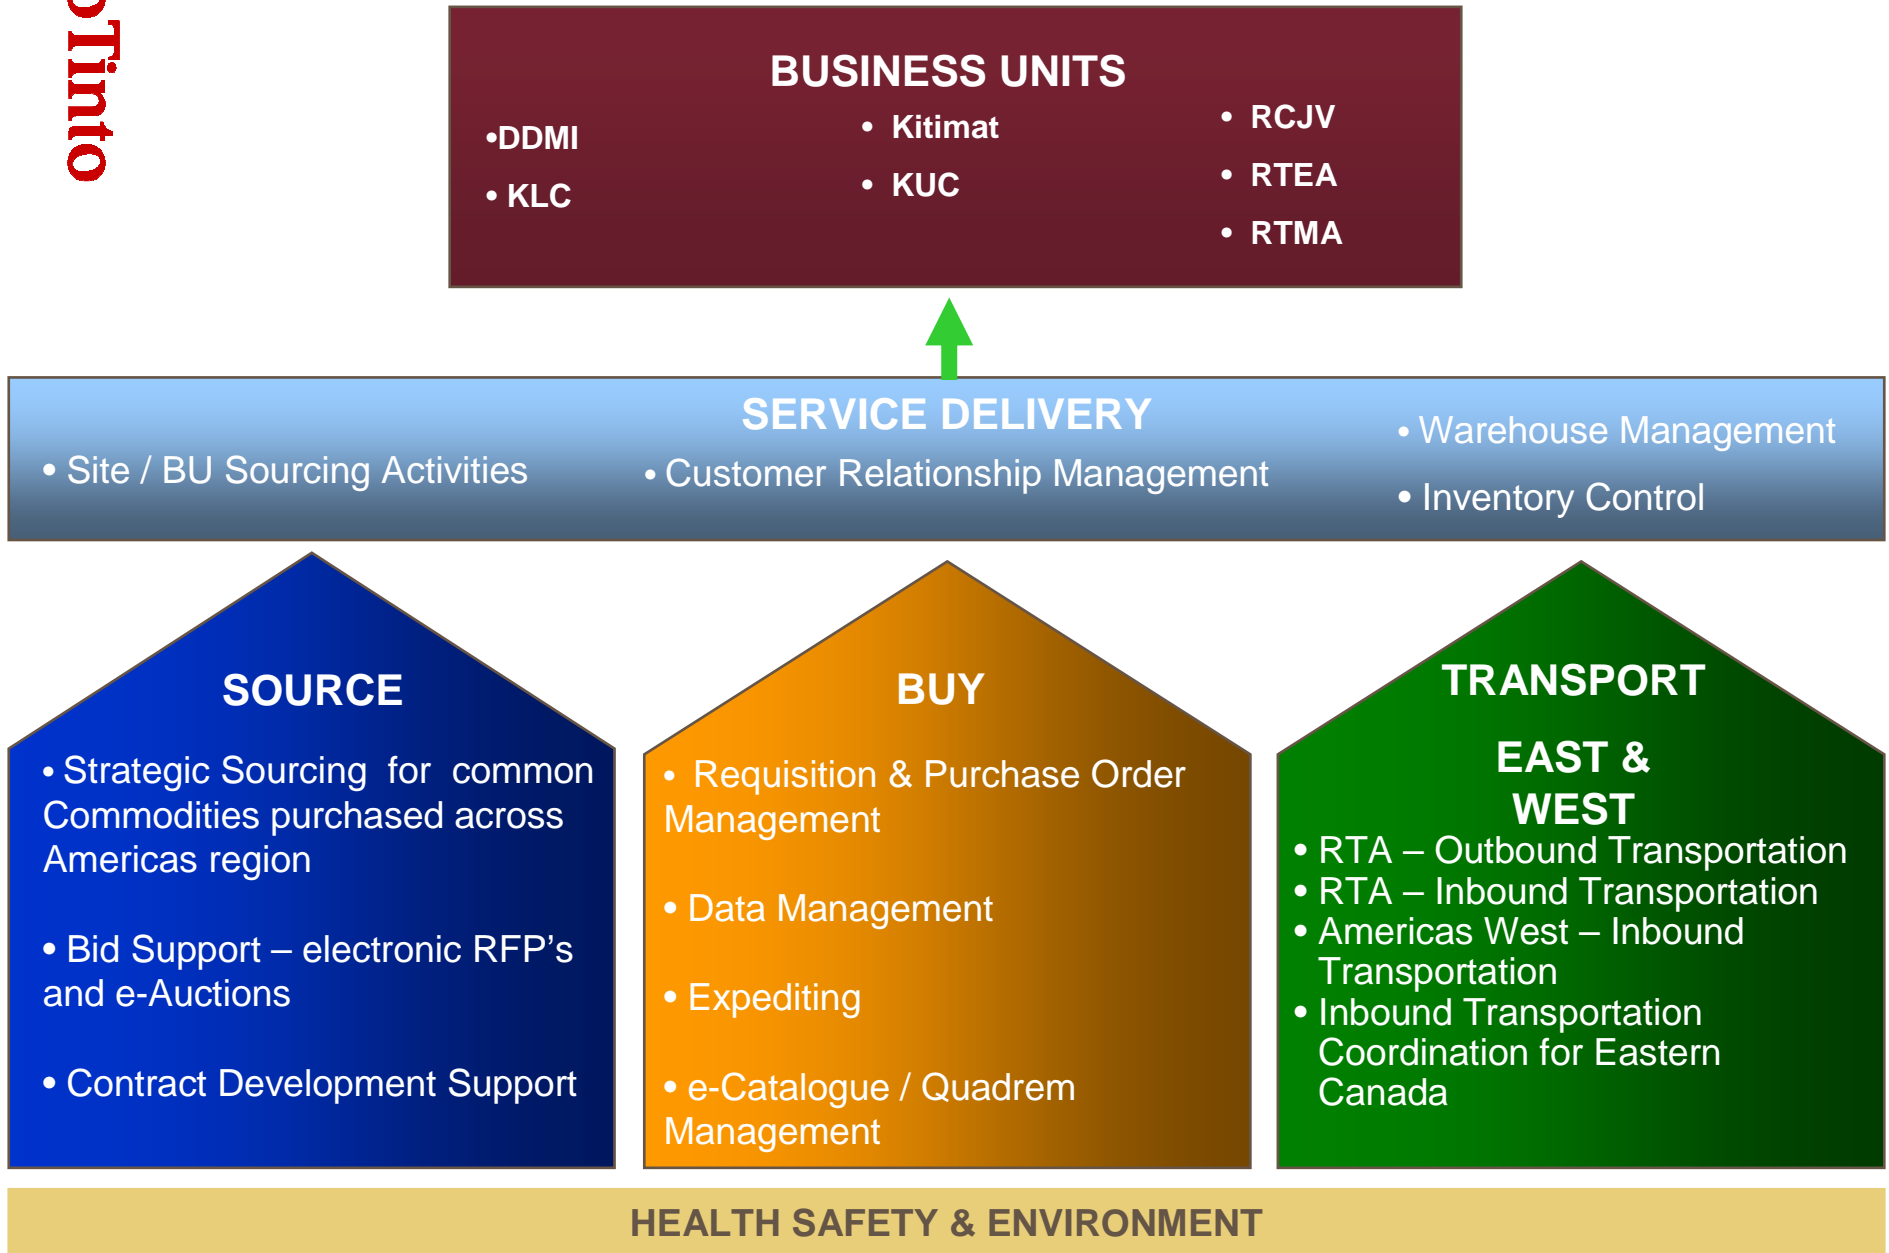 Tinto
BUSINESS UNITS
•DDMI
• KLC
• Kitimat
• KUC
• RCJV
• RTEA
• RTMA
SERVICE DELIVERY
• Site / BU Sourcing Activities
• Customer Relationship Management
• Warehouse Management
• Inventory Control
SOURCE
• Strategic Sourcing for common
Commodities purchased across
Americas region
• Bid Support – electronic RFP’s
and e-Auctions
• Contract Development Support
BUY
• Requisition & Purchase Order
Management
• Data Management
• Expediting
• e-Catalogue / Quadrem
Management
TRANSPORT
EAST &
WEST
• RTA – Outbound Transportation
• RTA – Inbound Transportation
• Americas West – Inbound
Transportation
• Inbound Transportation
Coordination for Eastern
Canada
HEALTH SAFETY & ENVIRONMENT